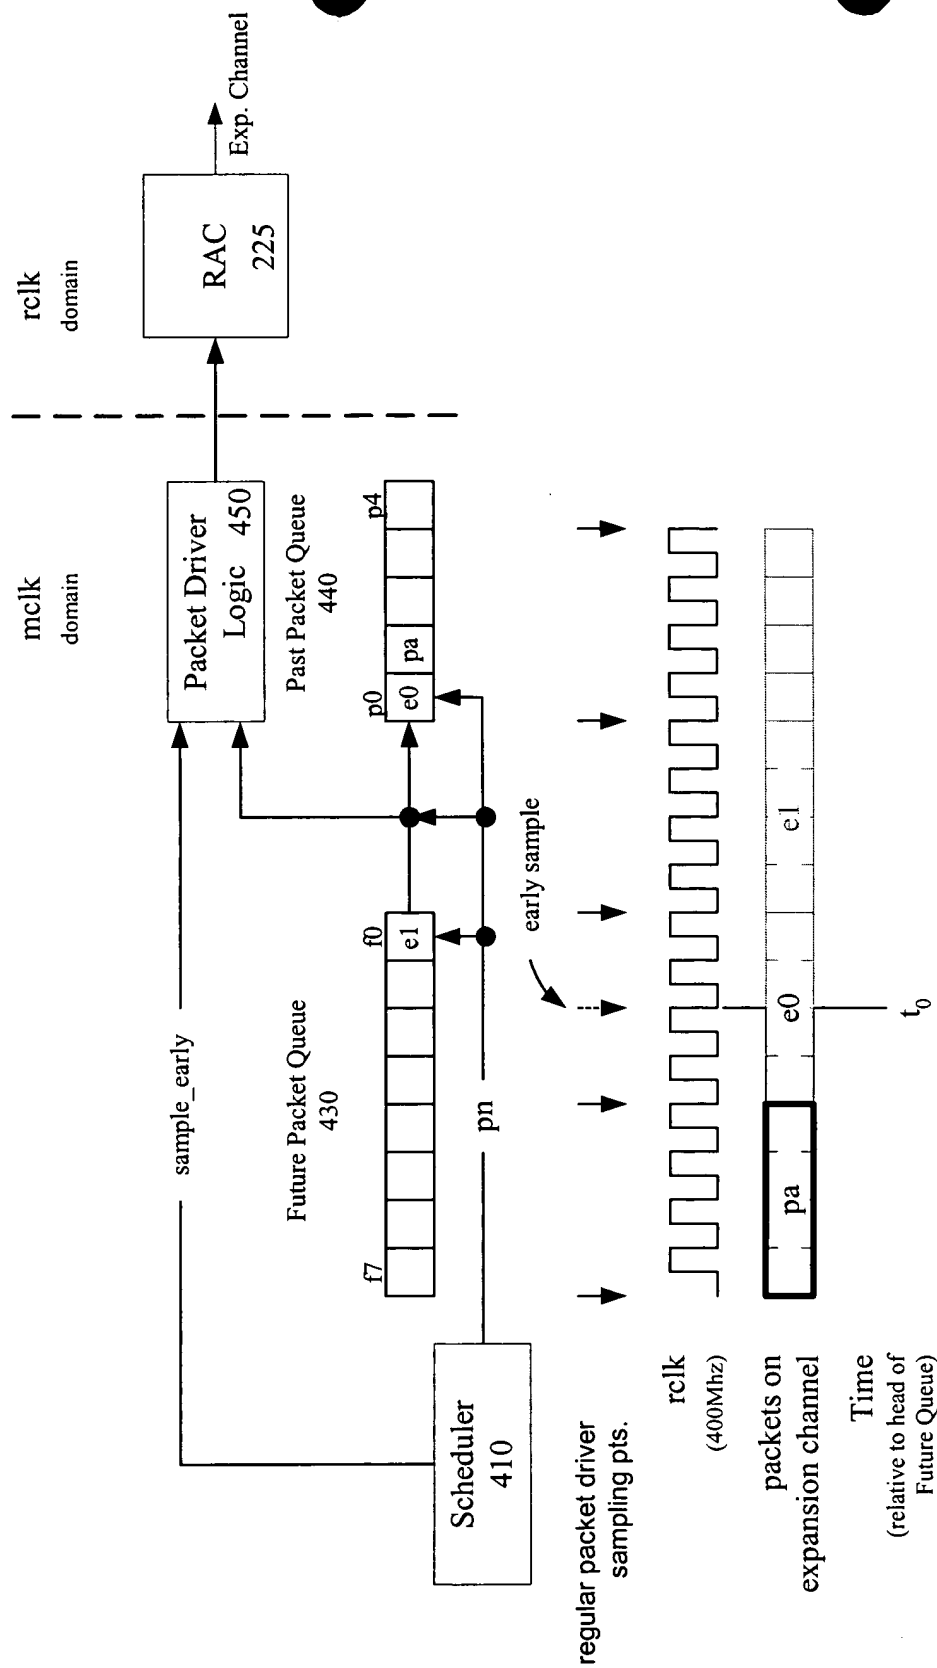 mclk
domain
rclk
domain
sample_early
Packet Driver
Logic 450
RAC
225
Exp. Channel
Future Packet Queue
430
Past Packet Queue
440
f7
f0
p0
p4
e1
e0
pa
Scheduler
410
pn
early sample
regular packet driver
sampling pts.
rclk
(400Mhz)
packets on
expansion channel
pa
e0
e1
Time
(relative to head of
Future Queue)
t0